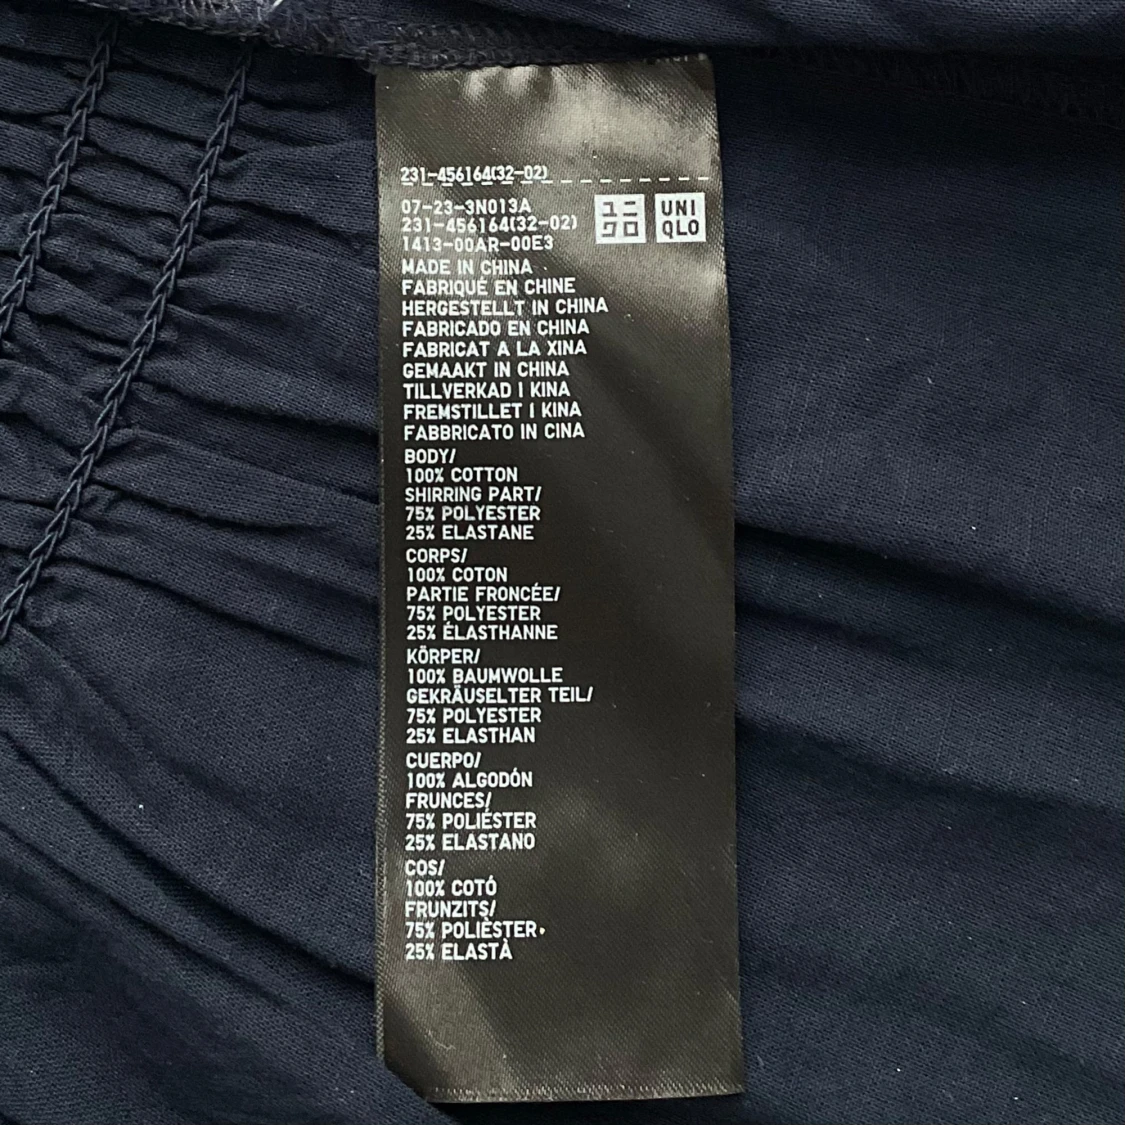 231-456164(32-02)
07-23-3N013A
231-456164(32-02)
1413-00AR-00E3
ユニ
クロ
UNI
QLO
MADE IN CHINA
FABRIQUÉ EN CHINE
HERGESTELLT IN CHINA
FABRICADO EN CHINA
FABRICAT A LA XINA
GEMAAKT IN CHINA
TILLVERKAD I KINA
FREMSTILLET I KINA
FABBRICATO IN CINA
BODY/
100% COTTON
SHIRRING PART/
75% POLYESTER
25% ELASTANE
CORPS/
100% COTON
PARTIE FRONCÉE/
75% POLYESTER
25% ÉLASTHANNE
KÖRPER/
100% BAUMWOLLE
GEKRÄUSELTER TEIL/
75% POLYESTER
25% ELASTHAN
CUERPO/
100% ALGODÓN
FRUNCES/
75% POLIÉSTER
25% ELASTANO
COS/
100% COTÓ
FRUNZITS/
75% POLIÈSTER
25% ELASTÀ